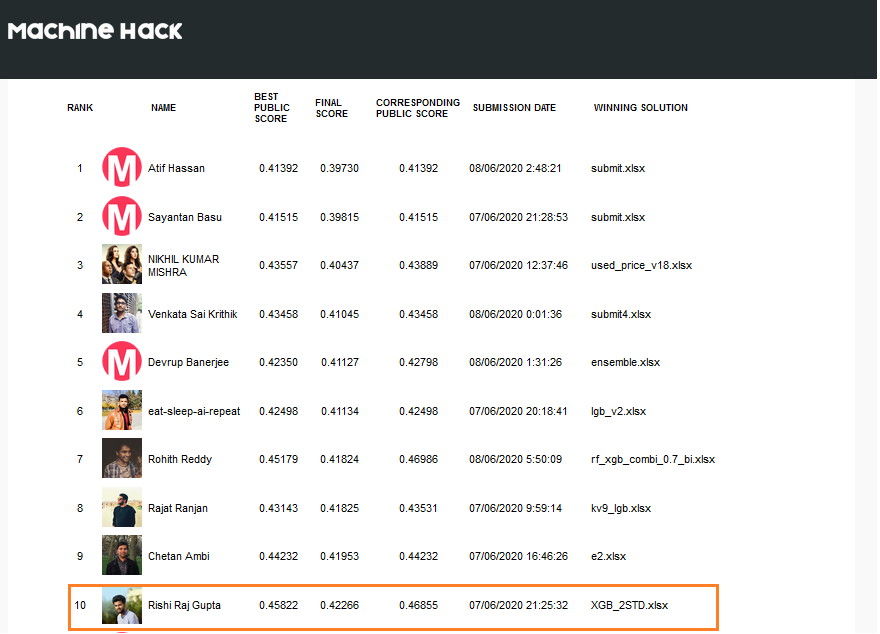 Machine Hack
RANK NAME BEST PUBLIC SCORE FINAL SCORE CORRESPONDING PUBLIC SCORE SUBMISSION DATE WINNING SOLUTION
1 M Atif Hassan 0.41392 0.39730 0.41392 08/06/2020 2:48:21 submit.xlsx
2 M Sayantan Basu 0.41515 0.39815 0.41515 07/06/2020 21:28:53 submit.xlsx
3 NIKHIL KUMAR MISHRA 0.43557 0.40437 0.43889 07/06/2020 12:37:46 used_price_v18.xlsx
4 Venkata Sai Krithik 0.43458 0.41045 0.43458 08/06/2020 0:01:36 submit4.xlsx
5 M Devrup Banerjee 0.42350 0.41127 0.42798 08/06/2020 1:31:26 ensemble.xlsx
6 eat-sleep-ai-repeat 0.42498 0.41134 0.42498 07/06/2020 20:18:41 lgb_v2.xlsx
7 Rohith Reddy 0.45179 0.41824 0.46986 08/06/2020 5:50:09 rf_xgb_combi_0.7_bi.xlsx
8 Rajat Ranjan 0.43143 0.41825 0.43531 07/06/2020 9:59:14 kv9_lgb.xlsx
9 Chetan Ambi 0.44232 0.41953 0.44232 07/06/2020 16:46:26 e2.xlsx
10 Rishi Raj Gupta 0.45822 0.42266 0.46855 07/06/2020 21:25:32 XGB_2STD.xlsx